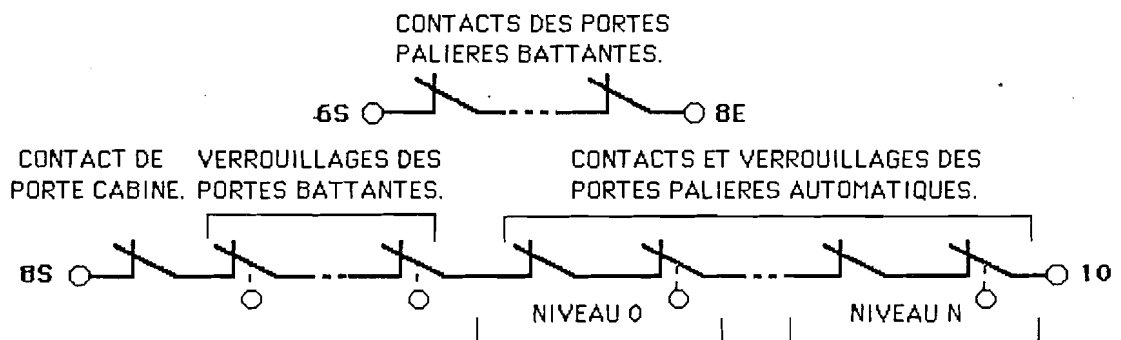 CONTACTS DES PORTES
PALIERES BATTANTES.
6S
8E
CONTACT DE
PORTE CABINE.
VERROUILLAGES DES
PORTES BATTANTES.
CONTACTS ET VERROUILLAGES DES
PORTES PALIERES AUTOMATIQUES.
8S
10
NIVEAU 0
NIVEAU N